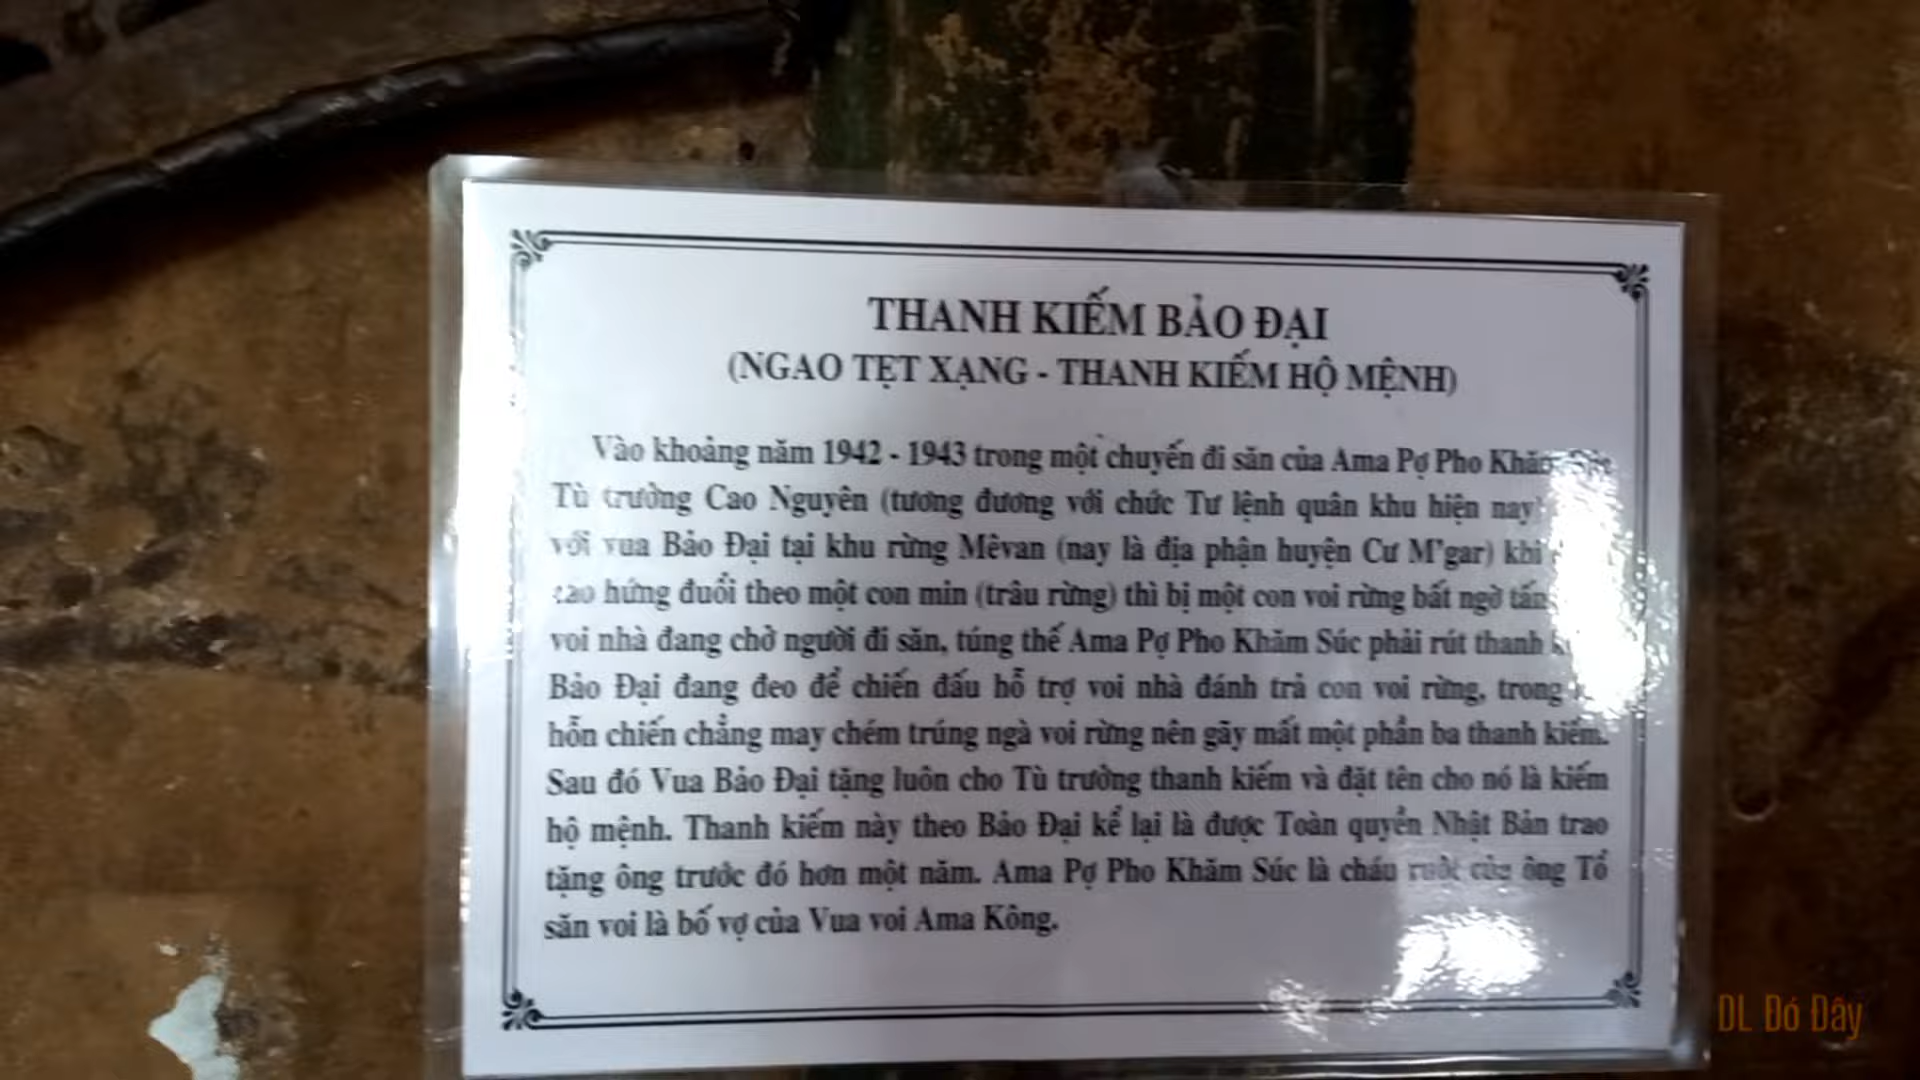 THANH KIẾM BẢO ĐẠI
(NGAO TẸT XẠNG - THANH KIẾM HỘ MỆNH)
Vào khoảng năm 1942 - 1943 trong một chuyến đi săn của Ama Pợ Pho Khăm
Tù trưởng Cao Nguyên (tương đương với chức Tư lệnh quân khu hiện nay
với vua Bảo Đại tại khu rừng Mêvan (nay là địa phận huyện Cư M'gar) khi
cao hứng đuổi theo một con min (trâu rừng) thì bị một con voi rừng bất ngờ tấn
voi nhà đang chở người đi săn, túng thế Ama Pợ Pho Khăm Súc phải rút thanh
Bảo Đại đang đeo để chiến đấu hỗ trợ voi nhà đánh trả con voi rừng, trong
hỗn chiến chẳng may chém trúng ngà voi rừng nên gãy mất một phần ba thanh kiếm.
Sau đó Vua Bảo Đại tặng luôn cho Tù trưởng thanh kiếm và đặt tên cho nó là kiếm
hộ mệnh. Thanh kiếm này theo Bảo Đại kể lại là được Toàn quyền Nhật Bản trao
tặng ông trước đó hơn một năm. Ama Pợ Pho Khăm Súc là cháu ruột của ông Tổ
săn voi là bố vợ của Vua voi Ama Kông.
DL Đó Đây